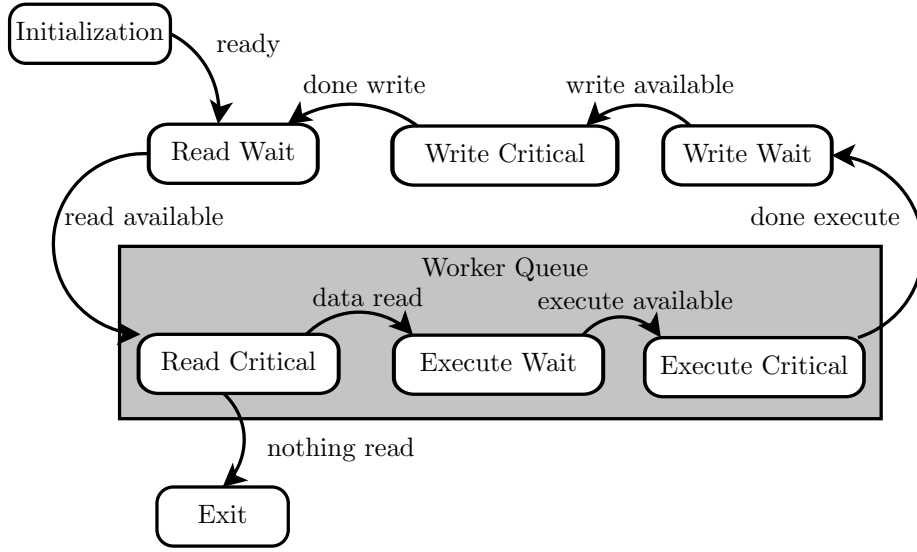 Initialization
ready
done write
write available
Read Wait
Write Critical
Write Wait
read available
done execute
Worker Queue
data read
execute available
Read Critical
Execute Wait
Execute Critical
nothing read
Exit